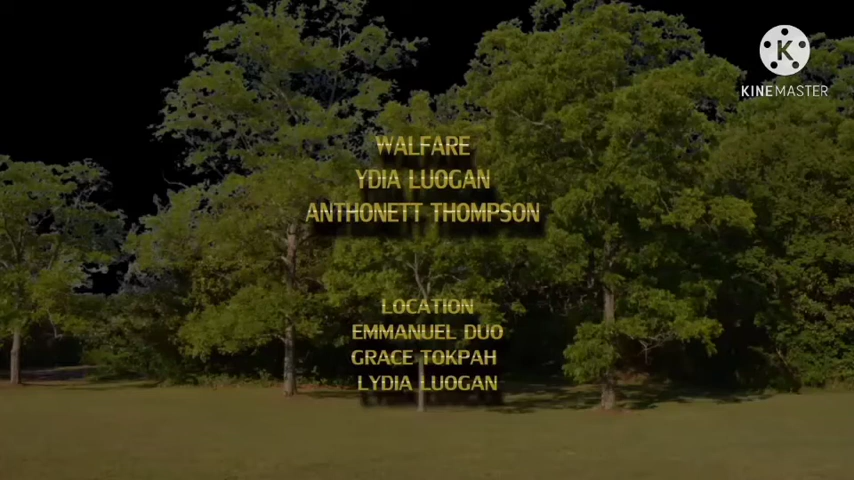 K
KINEMASTER
WALFARE
YDIA LUOGAN
ANTHONETT THOMPSON
LOCATION
EMMANUEL DUO
GRACE TOKPAH
LYDIA LUOGAN